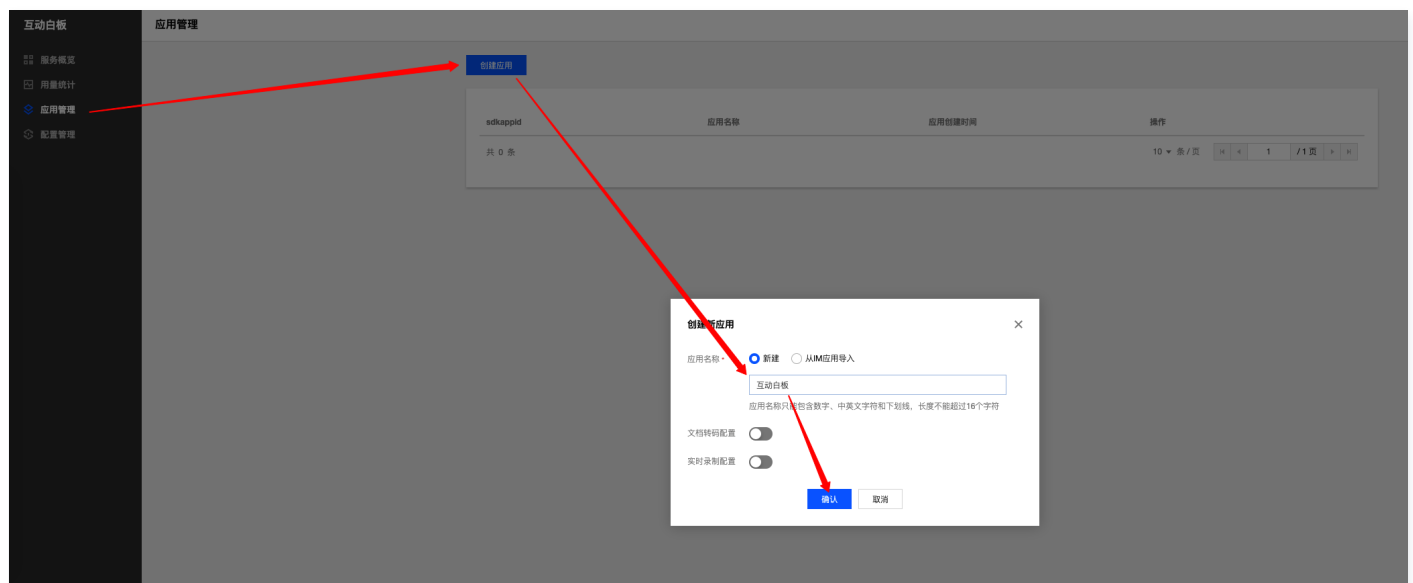 互动白板
应用管理
服务概览
用量统计
应用管理
配置管理
创建应用
sdkappid 应用名称 应用创建时间 操作
共 0 条 10 条 / 页 1 / 1 页
创建新应用
应用名称 * 新建 从IM应用导入
互动白板
应用名称只能包含数字、中英文字符和下划线，长度不能超过16个字符
文档转码配置
实时录制配置
确认 取消